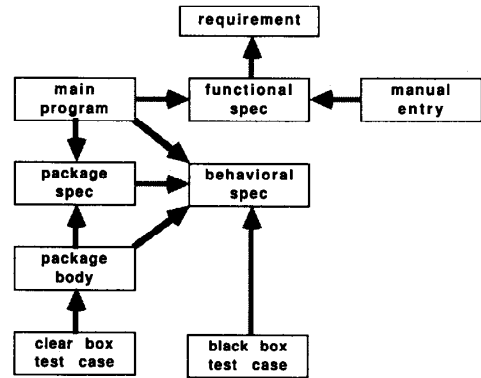 requirement
main
program
functional
spec
manual
entry
package
spec
behavioral
spec
package
body
clear box
test case
black box
test case